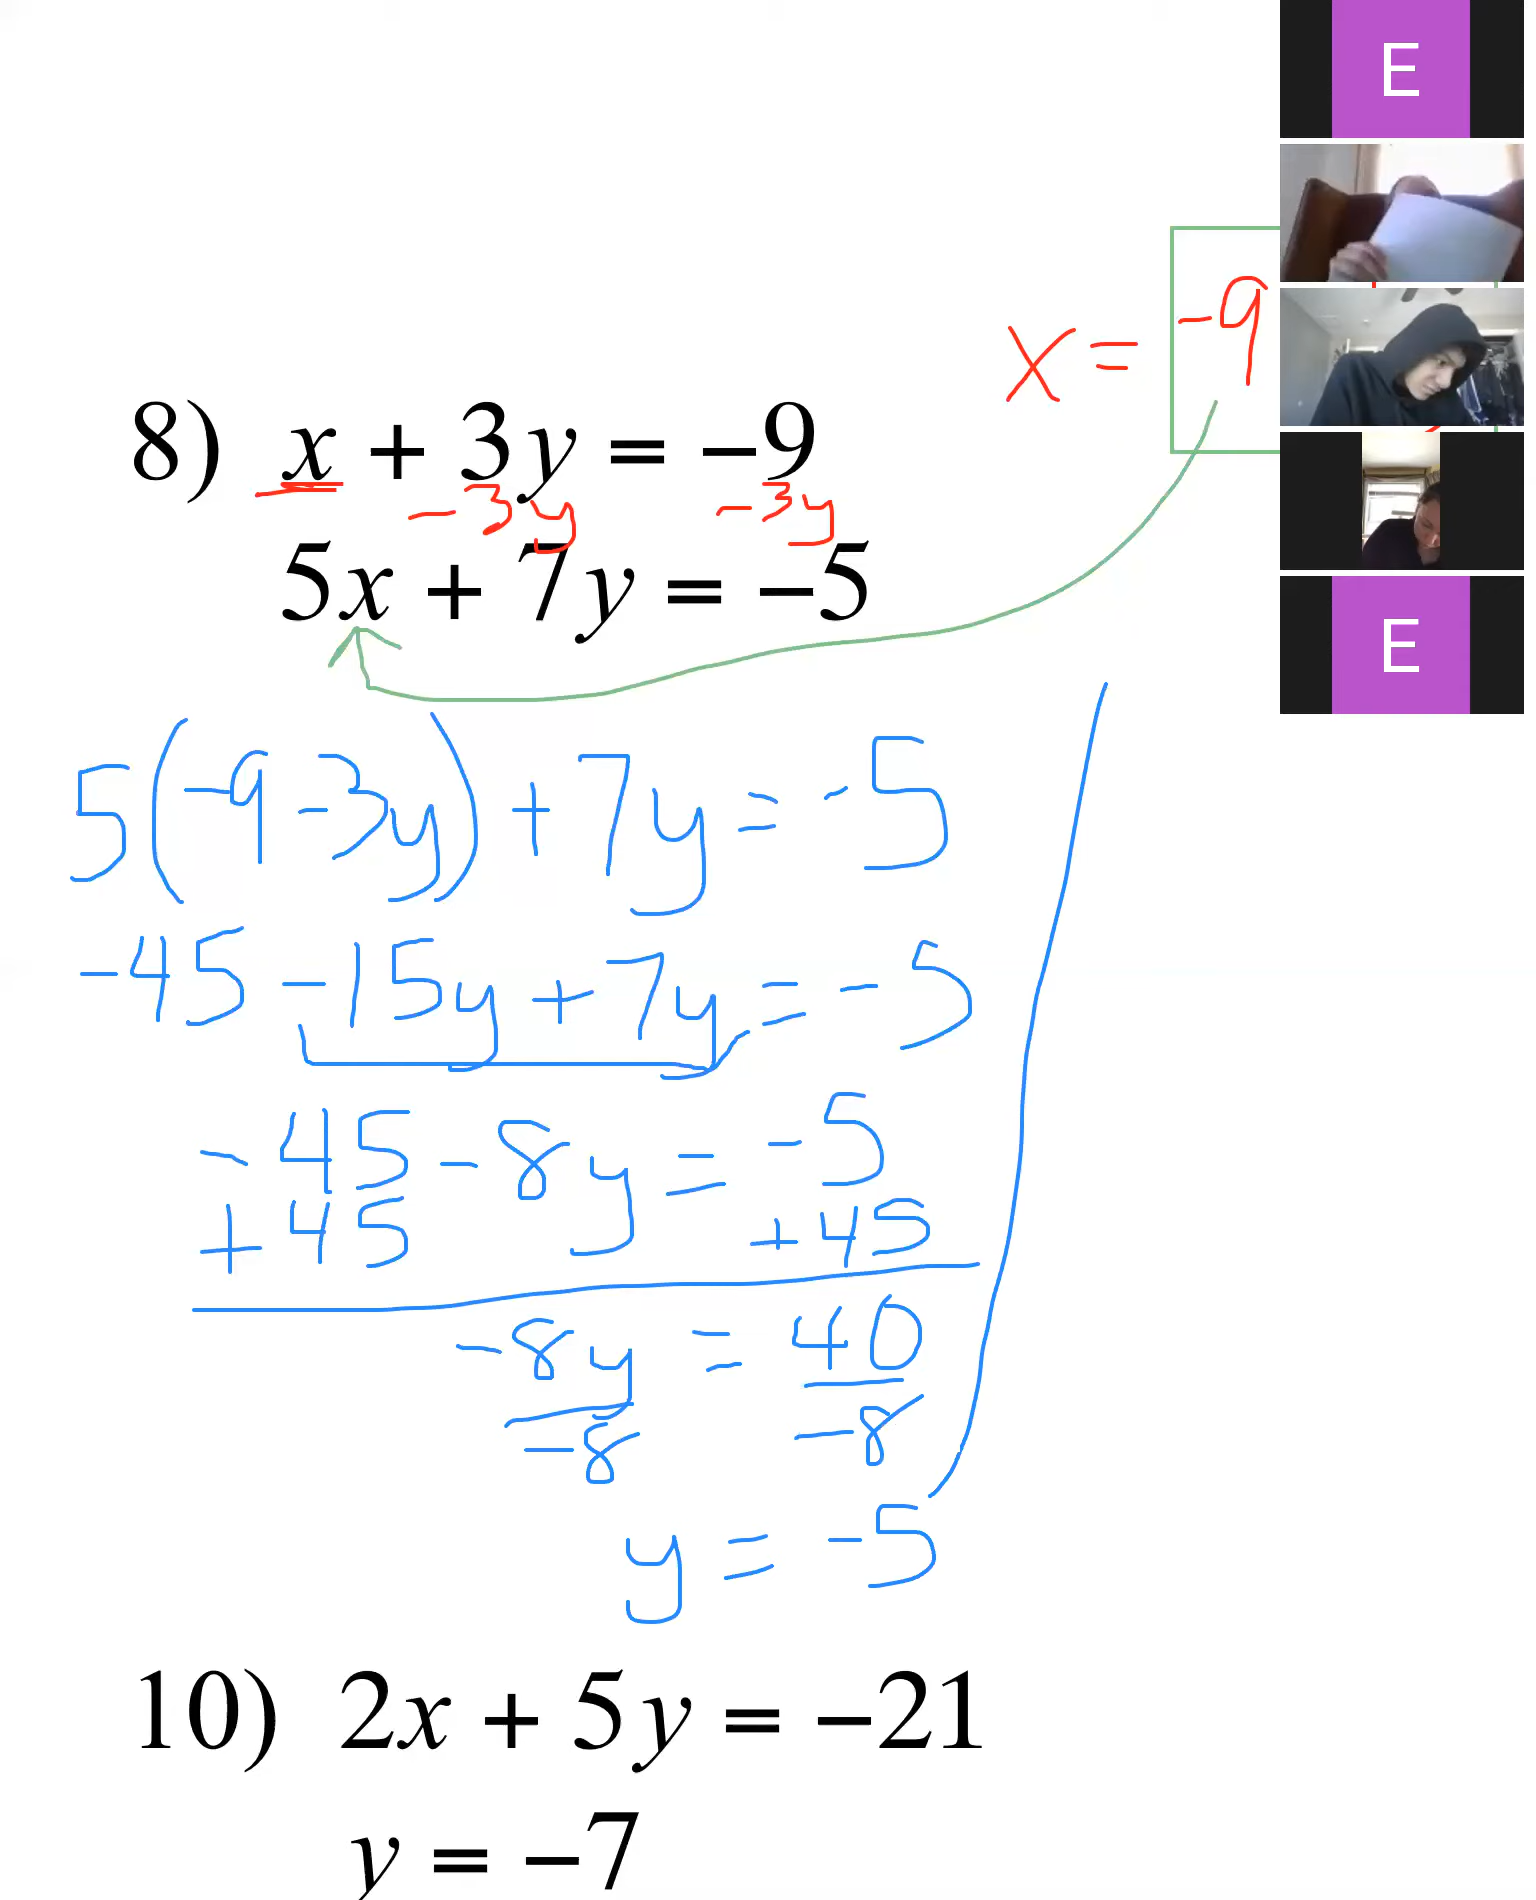 E
x = -9
8) x + 3y = −9
-3y -3y
5x + 7y = −5
5(-9-3y)+7y=-5
-45-15y+7y=-5
-45-8y=-5
+45 +45
-8y = 40
-8 -8
y = -5
E
10) 2x + 5y = −21
y = −7